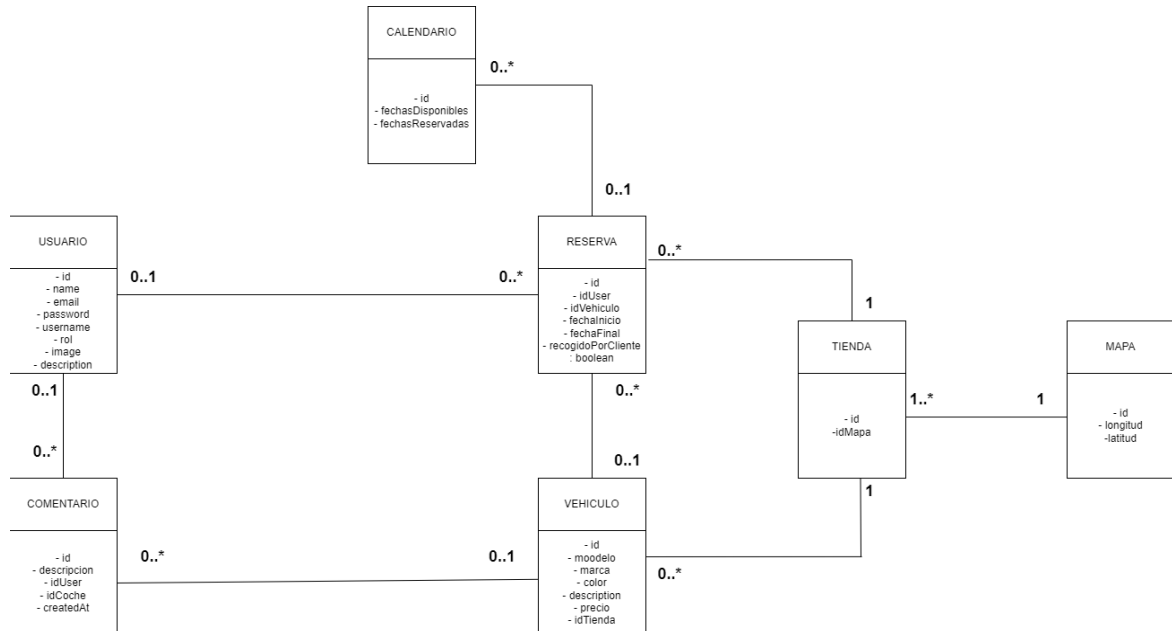 CALENDARIO
- id
- fechasDisponibles
- fechasReservadas
0..*
0..1
USUARIO
- id
- name
- email
- password
- username
- rol
- image
- description
0..1
0..*
RESERVA
- id
- idUser
- idVehiculo
- fechaInicio
- fechaFinal
- recogidoPorCliente
: boolean
0..*
1
TIENDA
- id
-idMapa
1..*
1
MAPA
- id
- longitud
-latitud
0..1
0..*
0..*
0..1
1
0..*
COMENTARIO
- id
- descripcion
- idUser
- idCoche
- createdAt
0..*
0..1
VEHICULO
- id
- moodelo
- marca
- color
- description
- precio
- idTienda